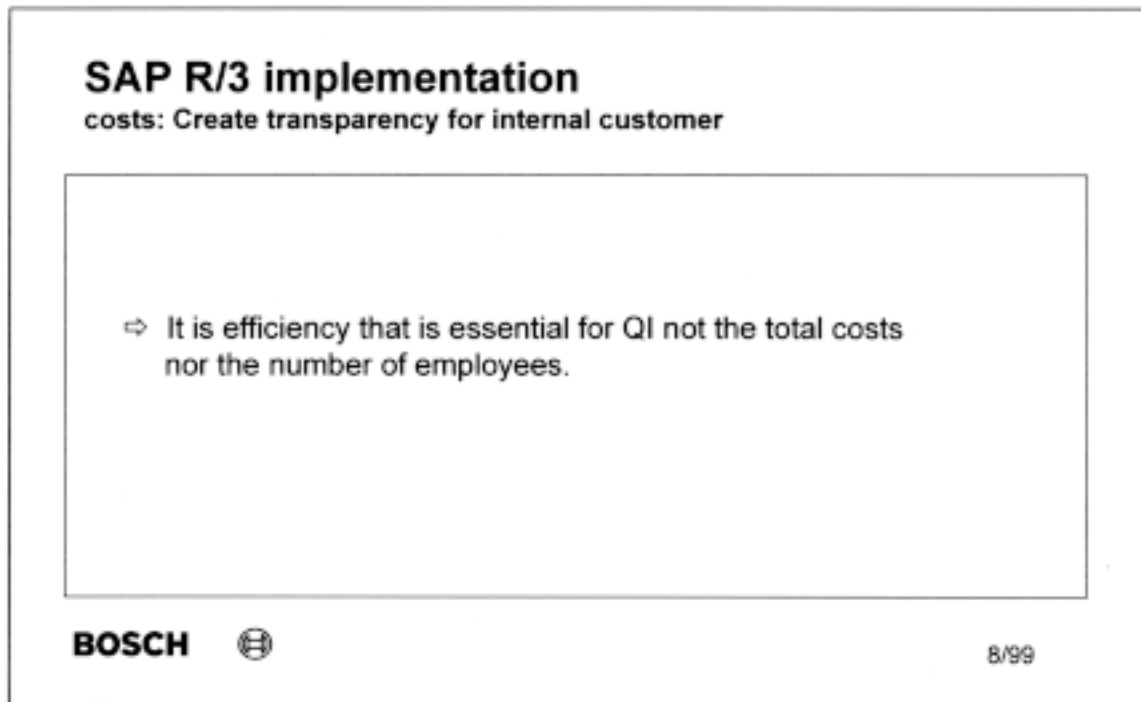 SAP R/3 implementation
costs: Create transparency for internal customer
⇨ It is efficiency that is essential for QI not the total costs
nor the number of employees.
BOSCH
8/99